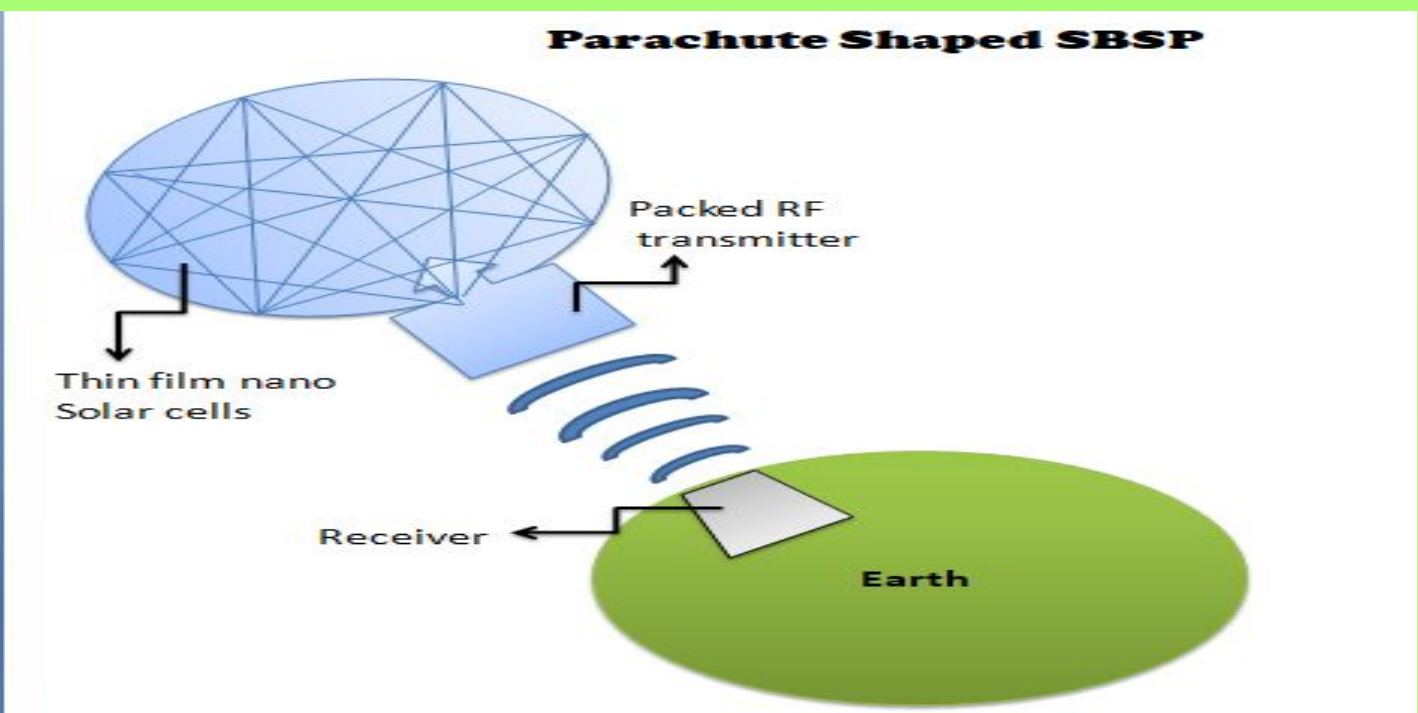 Parachute Shaped SBSP
Packed RF
transmitter
Thin film nano
Solar cells
Receiver
Earth